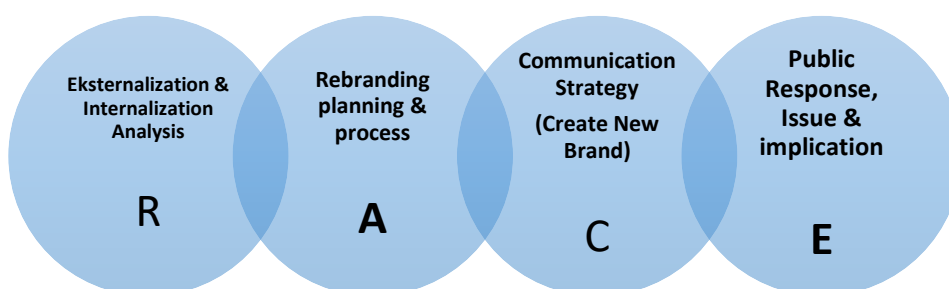 Eksternalization &
Internalization
Analysis
R
Rebranding
planning &
process
A
Communication
Strategy
(Create New
Brand)
C
Public
Response,
Issue &
implication
E